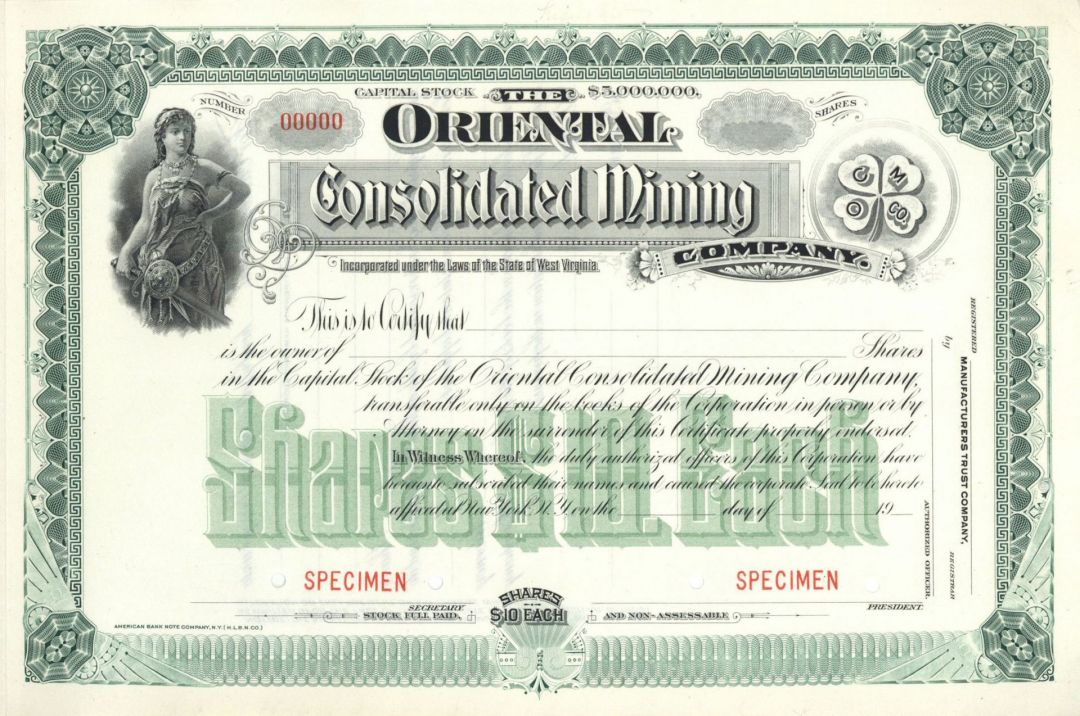 CAPITAL STOCK THE $5,000,000.
NUMBER
00000
SHARES
ORIENTAL
Consolidated Mining
COMPANY.
O C M CO.
Incorporated under the Laws of the State of West Virginia.
This is to Certify that
is the owner of Shares
in the Capital Stock of the Oriental Consolidated Mining Company,
transferable only on the books of the Corporation in person or by
Attorney on the surrender of this Certificate properly endorsed.
In Witness Whereof, the duly authorized officers of this Corporation have
hereunto subscribed their names and caused the corporate Seal to be hereto
affixed at New York, N.Y. on the day of 19
Shares $10. Each
REGISTERED
by
MANUFACTURERS TRUST COMPANY,
REGISTRAR
AUTHORIZED OFFICER.
SPECIMEN
SPECIMEN
SECRETARY.
PRESIDENT.
STOCK FULL PAID, SHARES $10 EACH AND NON-ASSESSABLE
AMERICAN BANK NOTE COMPANY, N.Y. (H.L.B.N.CO.)